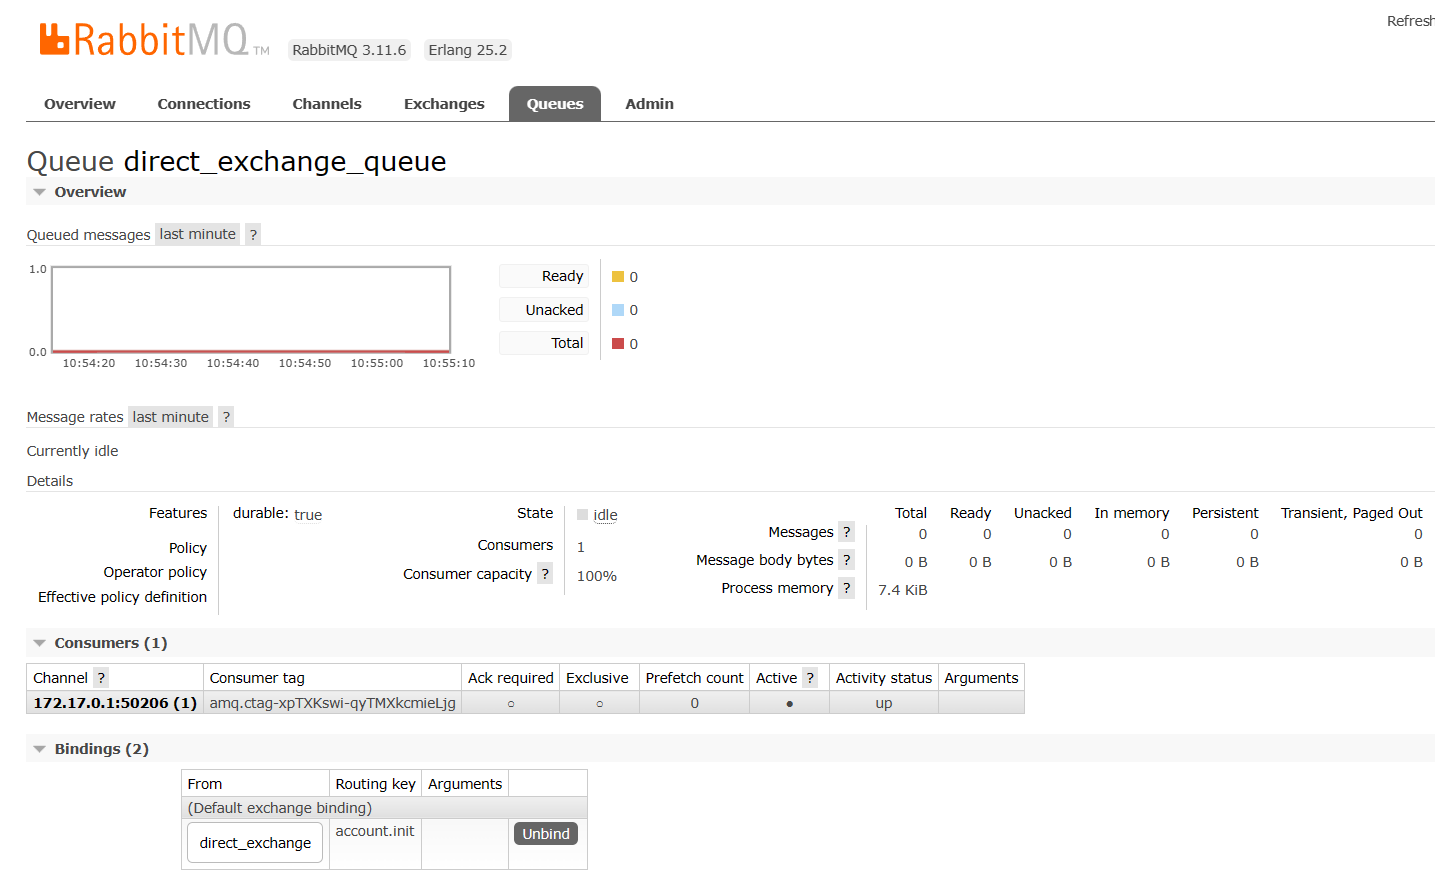 Refresh
RabbitMQ TM RabbitMQ 3.11.6 Erlang 25.2
Overview Connections Channels Exchanges Queues Admin
Queue direct_exchange_queue
Overview
Queued messages last minute ?
1.0
0.0
10:54:20 10:54:30 10:54:40 10:54:50 10:55:00 10:55:10
Ready 0
Unacked 0
Total 0
Message rates last minute ?
Currently idle
Details
Features durable: true
Policy
Operator policy
Effective policy definition
State idle
Consumers 1
Consumer capacity ? 100%
Total Ready Unacked In memory Persistent Transient, Paged Out
Messages ? 0 0 0 0 0 0
Message body bytes ? 0 B 0 B 0 B 0 B 0 B 0 B
Process memory ? 7.4 KiB
Consumers (1)
Channel ? Consumer tag Ack required Exclusive Prefetch count Active ? Activity status Arguments
172.17.0.1:50206 (1) amq.ctag-xpTXKswi-qyTMXkcmieLjg ○ ○ 0 ● up
Bindings (2)
From Routing key Arguments
(Default exchange binding)
direct_exchange account.init Unbind